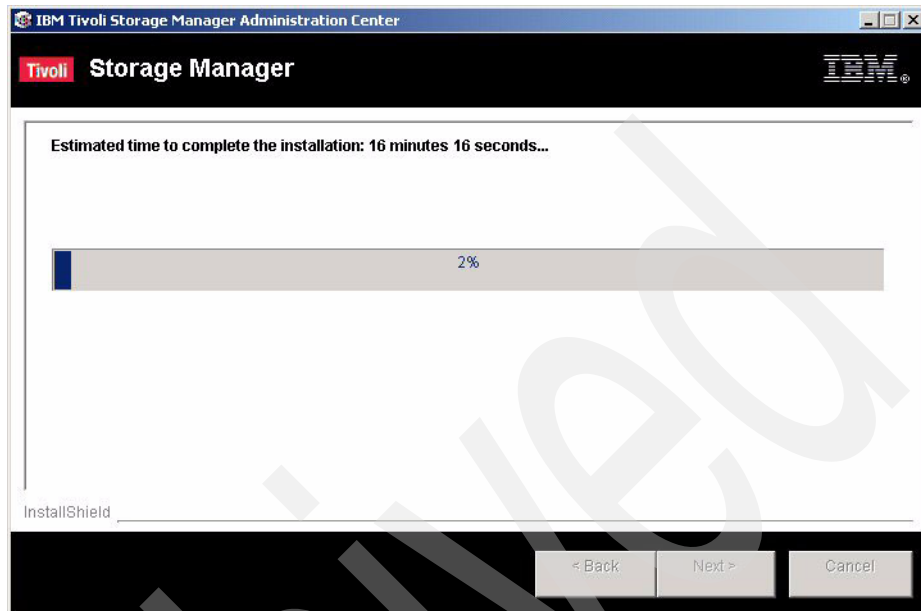 IBM Tivoli Storage Manager Administration Center
Tivoli Storage Manager
IBM®
Estimated time to complete the installation: 16 minutes 16 seconds...
2%
InstallShield
< Back Next > Cancel